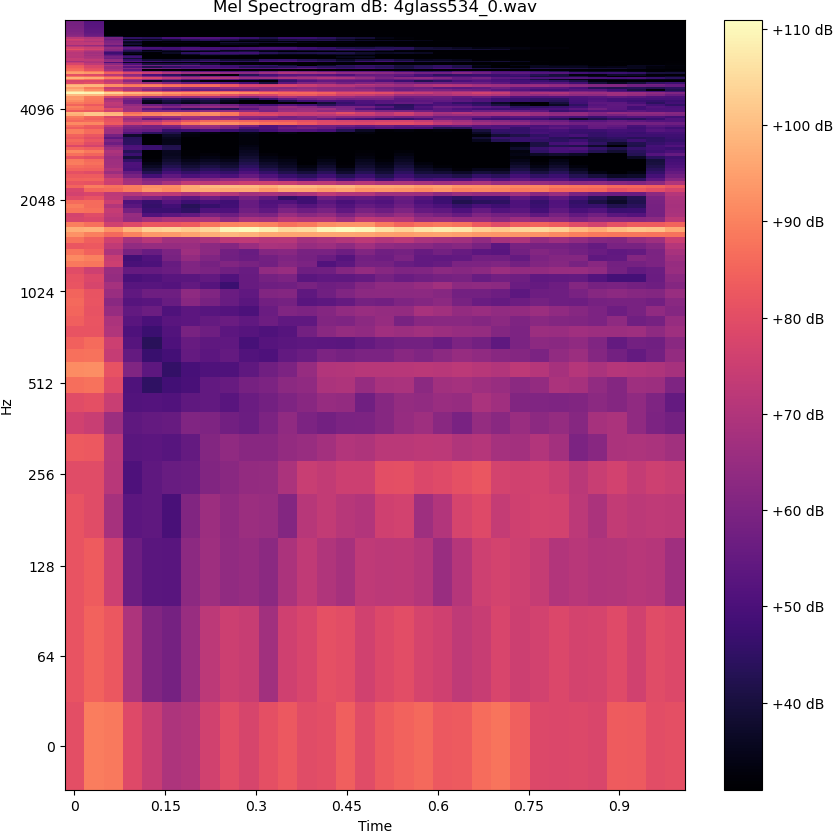 Mel Spectrogram dB: 4glass534_0.wav
+110 dB
+100 dB
+90 dB
+80 dB
+70 dB
+60 dB
+50 dB
+40 dB
4096
2048
1024
512
256
128
64
0
Hz
0 0.15 0.3 0.45 0.6 0.75 0.9
Time